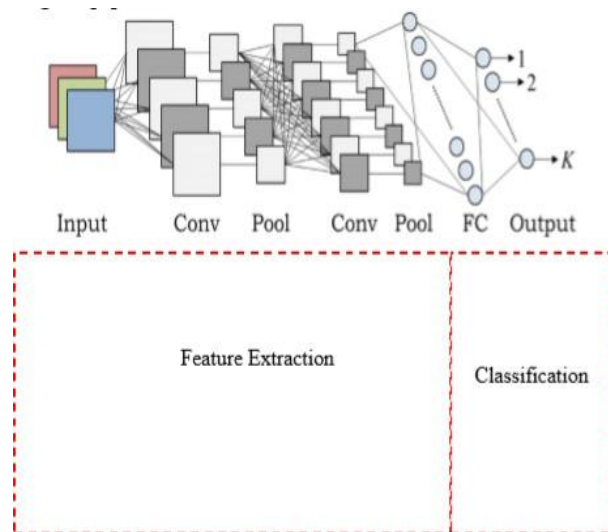 1
2
K
Input Conv Pool Conv Pool FC Output
Feature Extraction
Classification